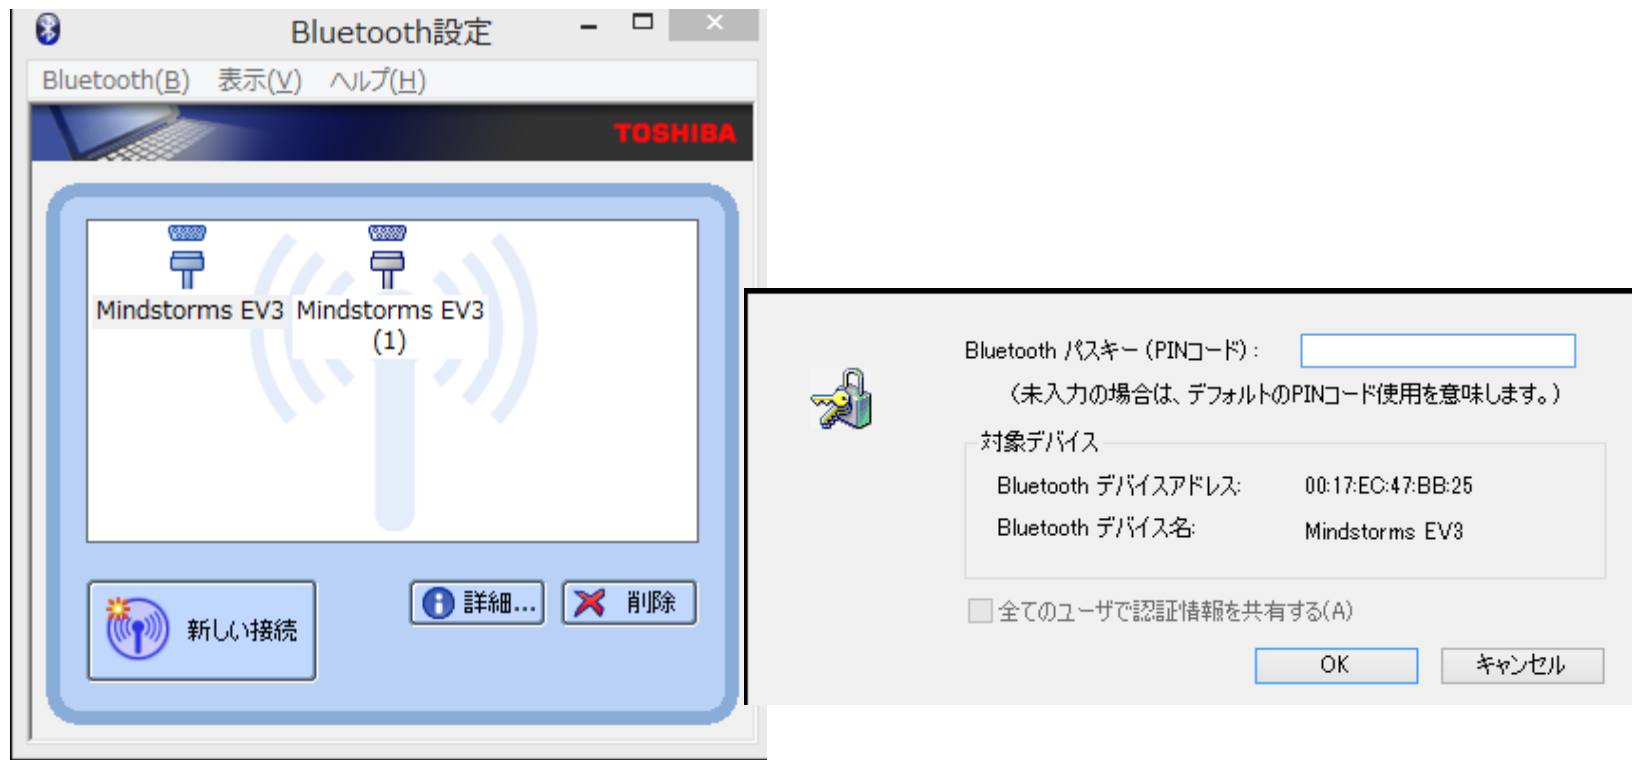 Bluetooth設定
Bluetooth(B) 表示(V) ヘルプ(H)
TOSHIBA
Mindstorms EV3
Mindstorms EV3
(1)
新しい接続
詳細...
削除
Bluetooth パスキー (PINコード) :
(未入力の場合は、デフォルトのPINコード使用を意味します。)
対象デバイス
Bluetooth デバイスアドレス: 00:17:EC:47:BB:25
Bluetooth デバイス名: Mindstorms EV3
全てのユーザで認証情報を共有する(A)
OK キャンセル